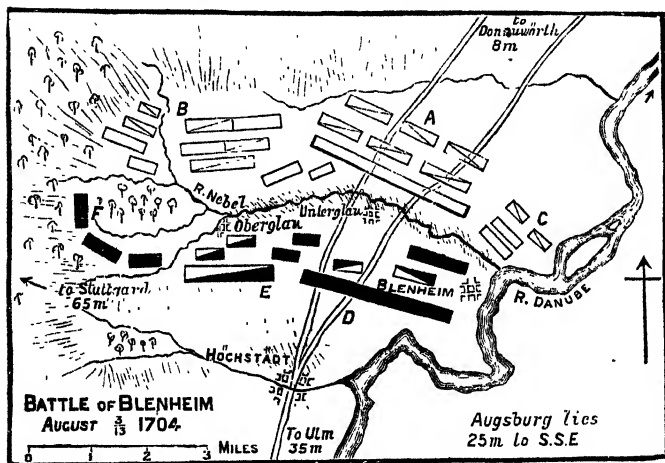 to
Donauwörth
8m
B
A
R. Nebel
Unterglau
Oberglau
C
F
to Stuttgard
65m
E
BLENHEIM
D
R. DANUBE
HÖCHSTÄDT
BATTLE OF BLENHEIM
AUGUST 3/13 1704.
0 1 2 3 MILES
To Ulm
35m
Augsburg lies
25m to S.S.E